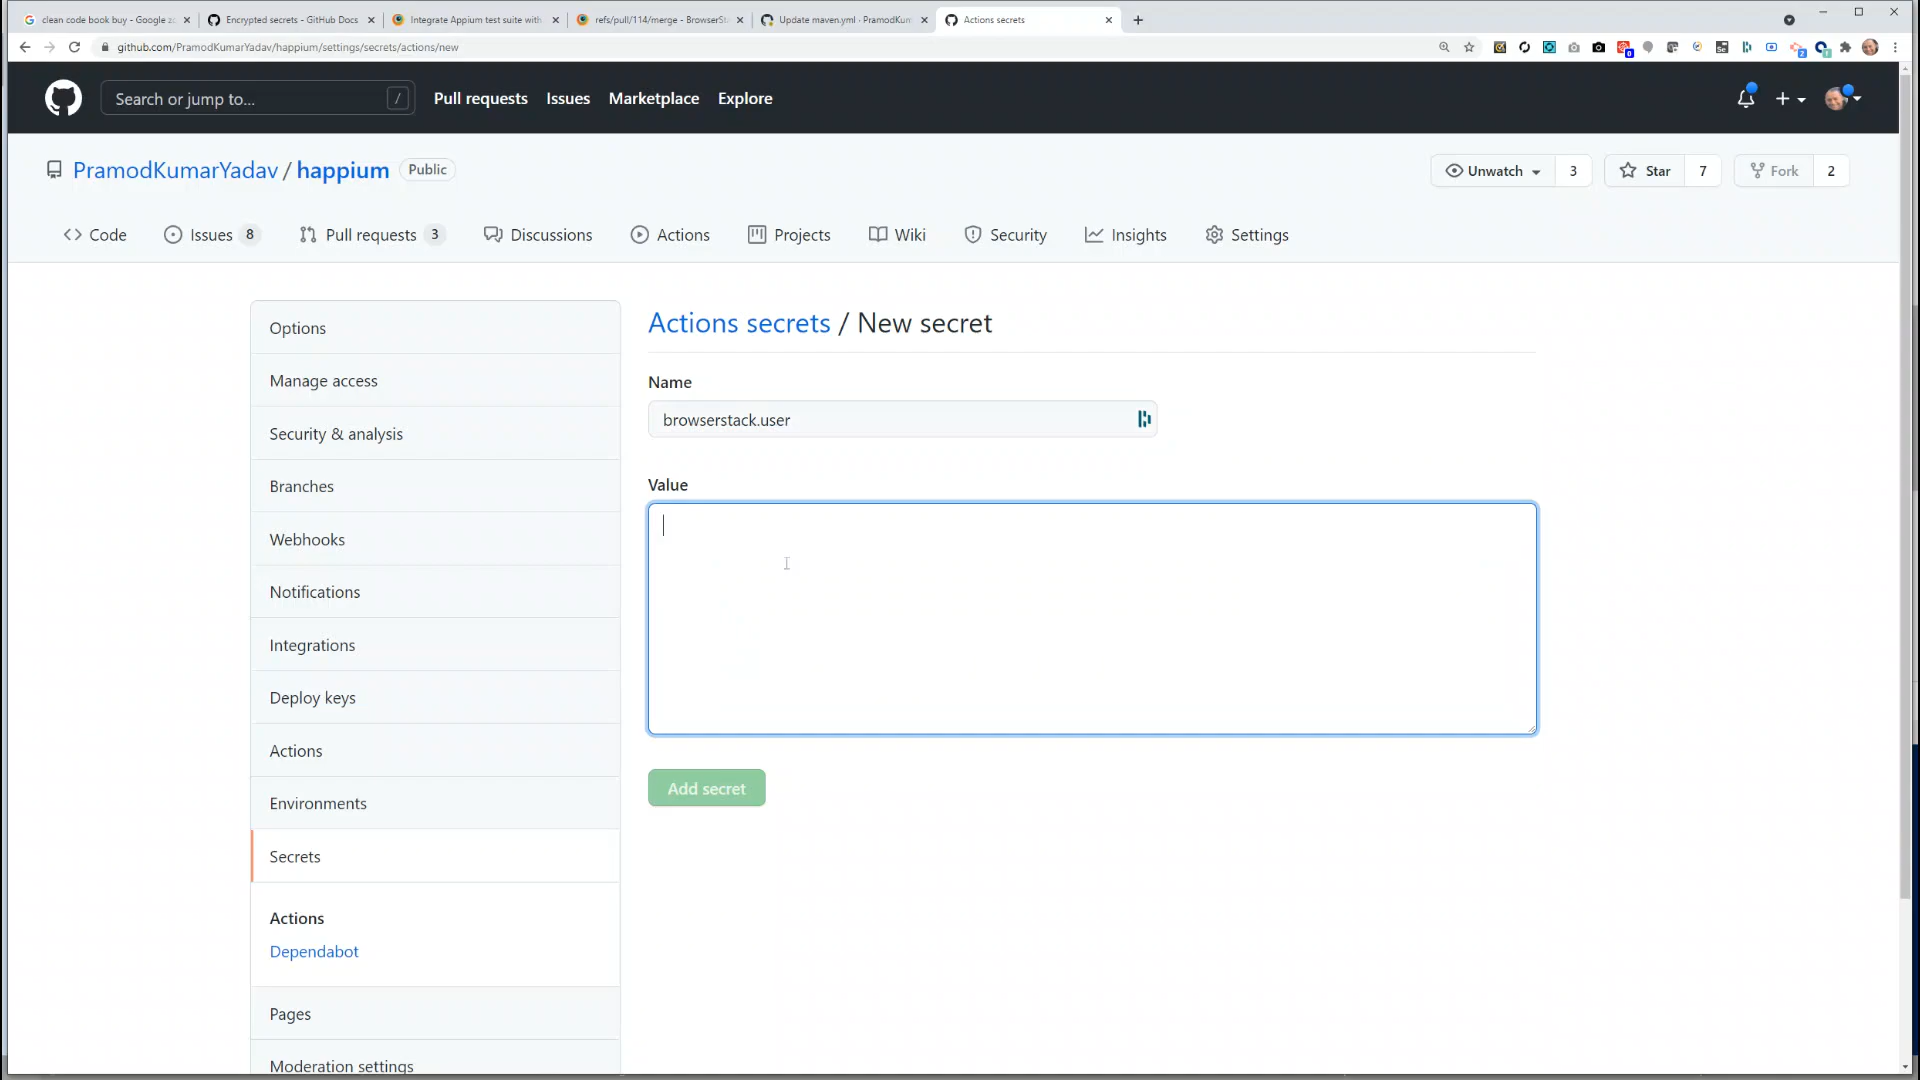 clean code book buy - Google
Encrypted secrets - GitHub Docs
Integrate Appium test suite with
refs/pull/114/merge - BrowserSt
Update maven.yml · PramodKum
Actions secrets
github.com/PramodKumarYadav/happium/settings/secrets/actions/new
Search or jump to...
/
Pull requests
Issues
Marketplace
Explore
PramodKumarYadav / happium
Public
Unwatch
3
Star
7
Fork
2
Code
Issues 8
Pull requests 3
Discussions
Actions
Projects
Wiki
Security
Insights
Settings
Options
Manage access
Security & analysis
Branches
Webhooks
Notifications
Integrations
Deploy keys
Actions
Environments
Secrets
Actions
Dependabot
Pages
Moderation settings
Actions secrets / New secret
Name
browserstack.user
Value
Add secret